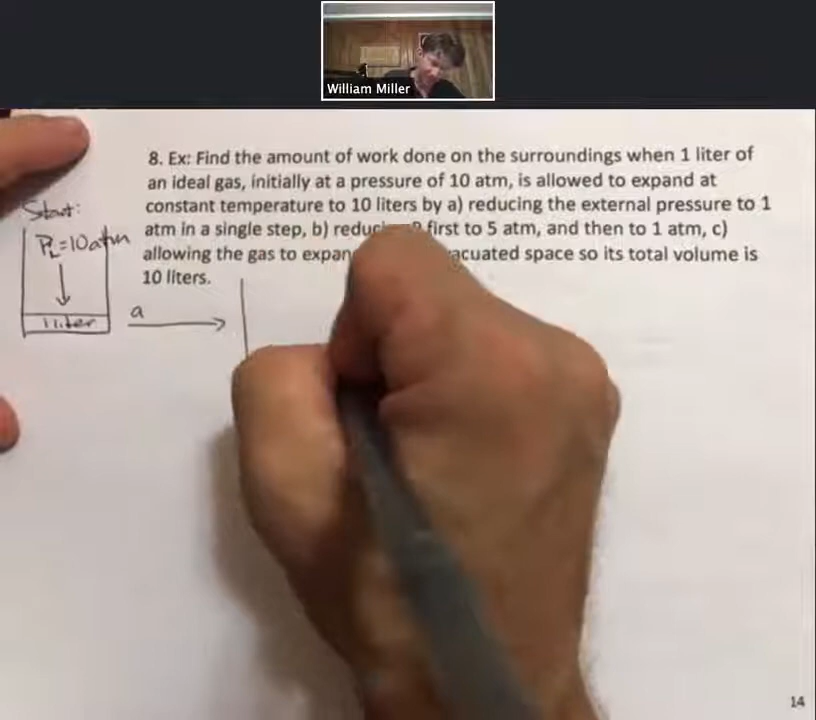 William Miller
8. Ex: Find the amount of work done on the surroundings when 1 liter of
an ideal gas, initially at a pressure of 10 atm, is allowed to expand at
constant temperature to 10 liters by a) reducing the external pressure to 1
atm in a single step, b) reduci P first to 5 atm, and then to 1 atm, c)
allowing the gas to expan acuated space so its total volume is
10 liters.
Start:
=10atm
1 liter
a
14